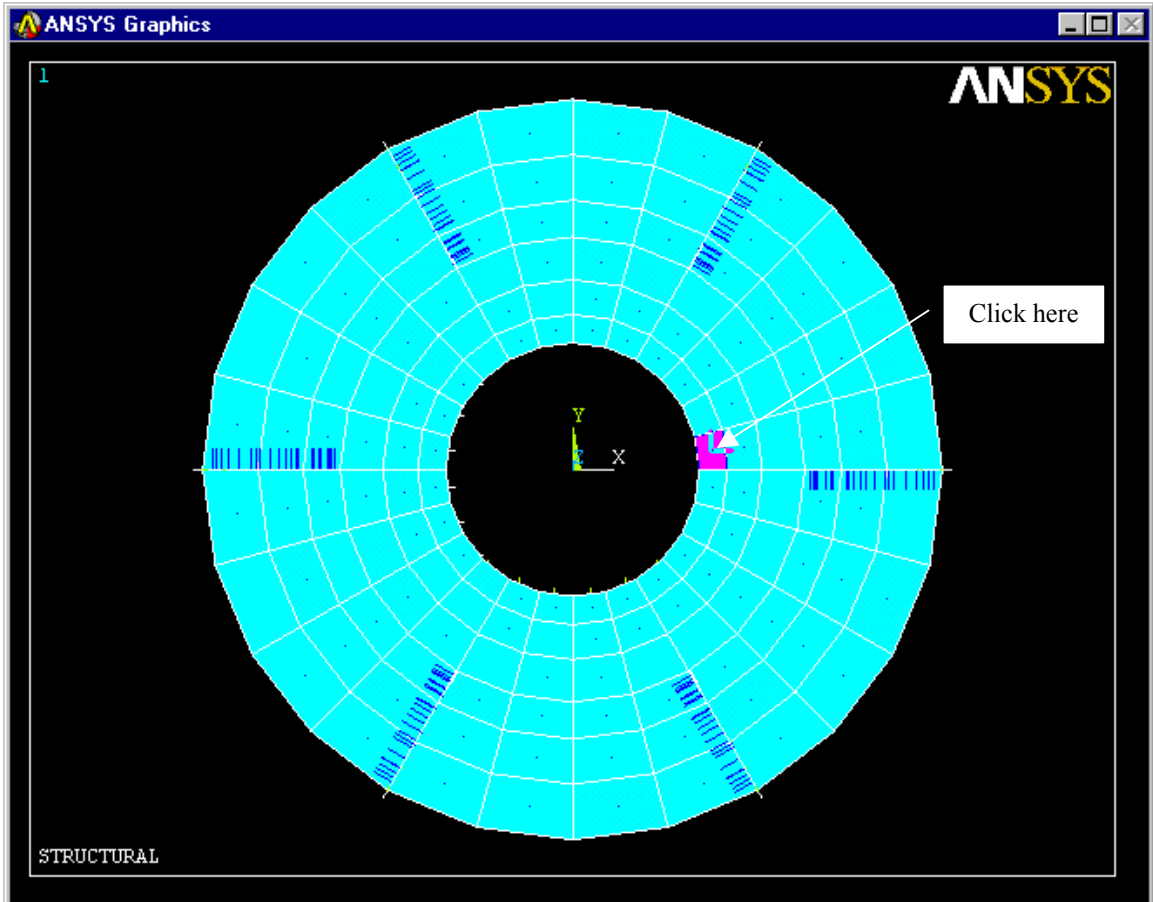 ANSYS Graphics
1
ANSYS
Click here
Y
Z
X
STRUCTURAL